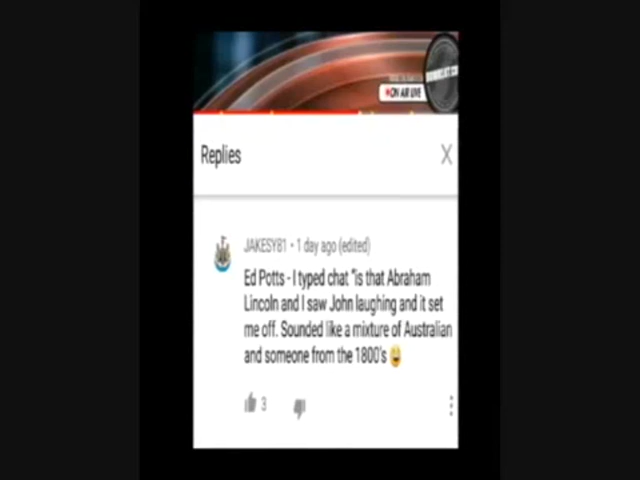 ON AIR LIVE
Replies
X
JAKESY81 • 1 day ago (edited)
Ed Potts - I typed chat "is that Abraham
Lincoln and I saw John laughing and it set
me off. Sounded like a mixture of Australian
and someone from the 1800's 😄
3